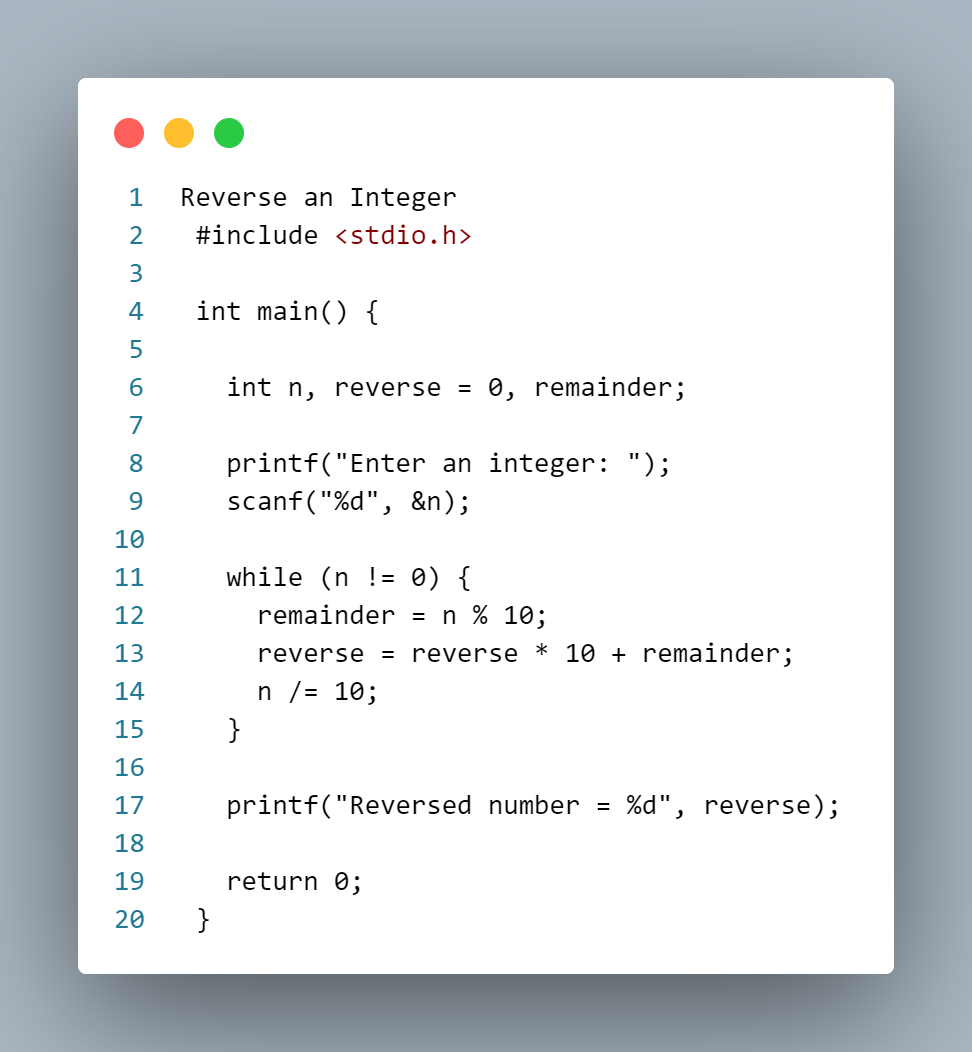 1 Reverse an Integer
2 #include <stdio.h>
3
4 int main() {
5
6 int n, reverse = 0, remainder;
7
8 printf("Enter an integer: ");
9 scanf("%d", &n);
10
11 while (n != 0) {
12 remainder = n % 10;
13 reverse = reverse * 10 + remainder;
14 n /= 10;
15 }
16
17 printf("Reversed number = %d", reverse);
18
19 return 0;
20 }